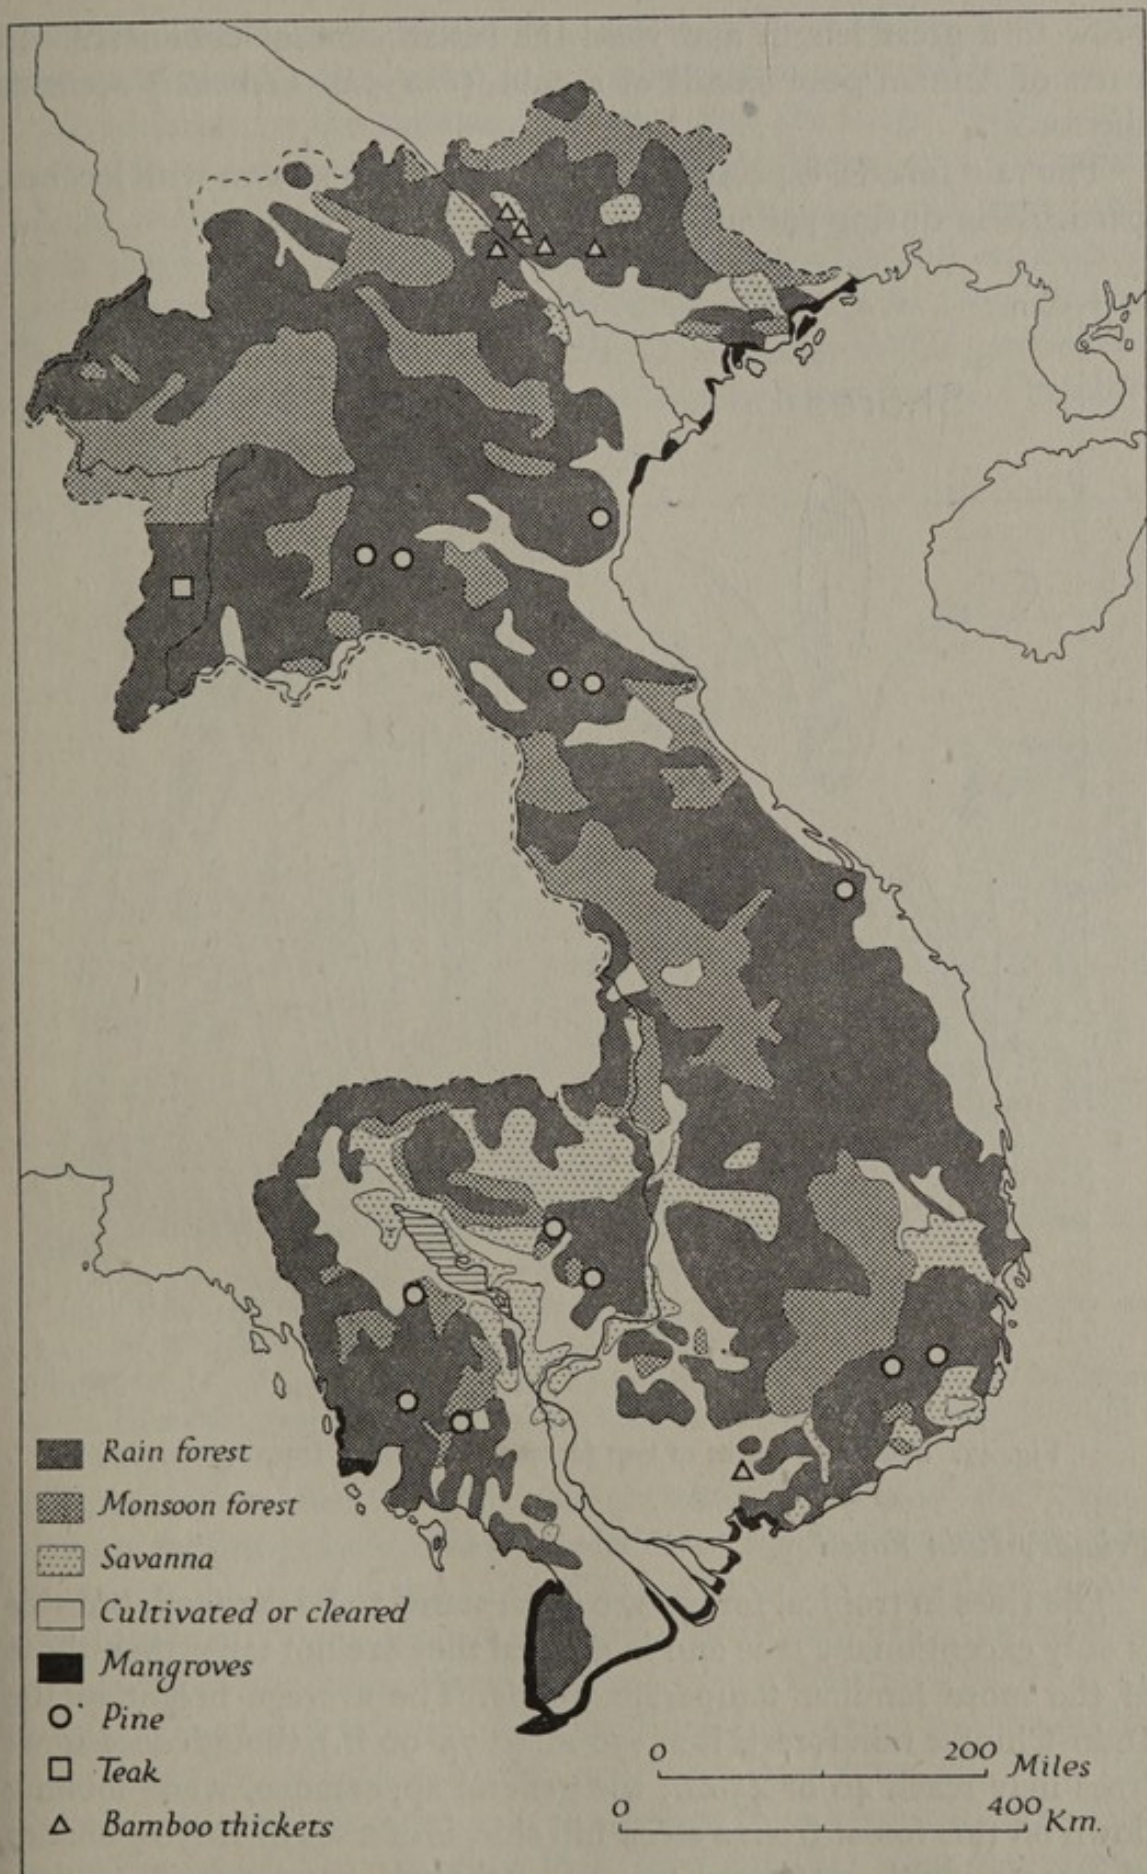 Rain forest
Monsoon forest
Savanna
Cultivated or cleared
Mangroves
Pine
Teak
Bamboo thickets
0 200 Miles
0 400 Km.